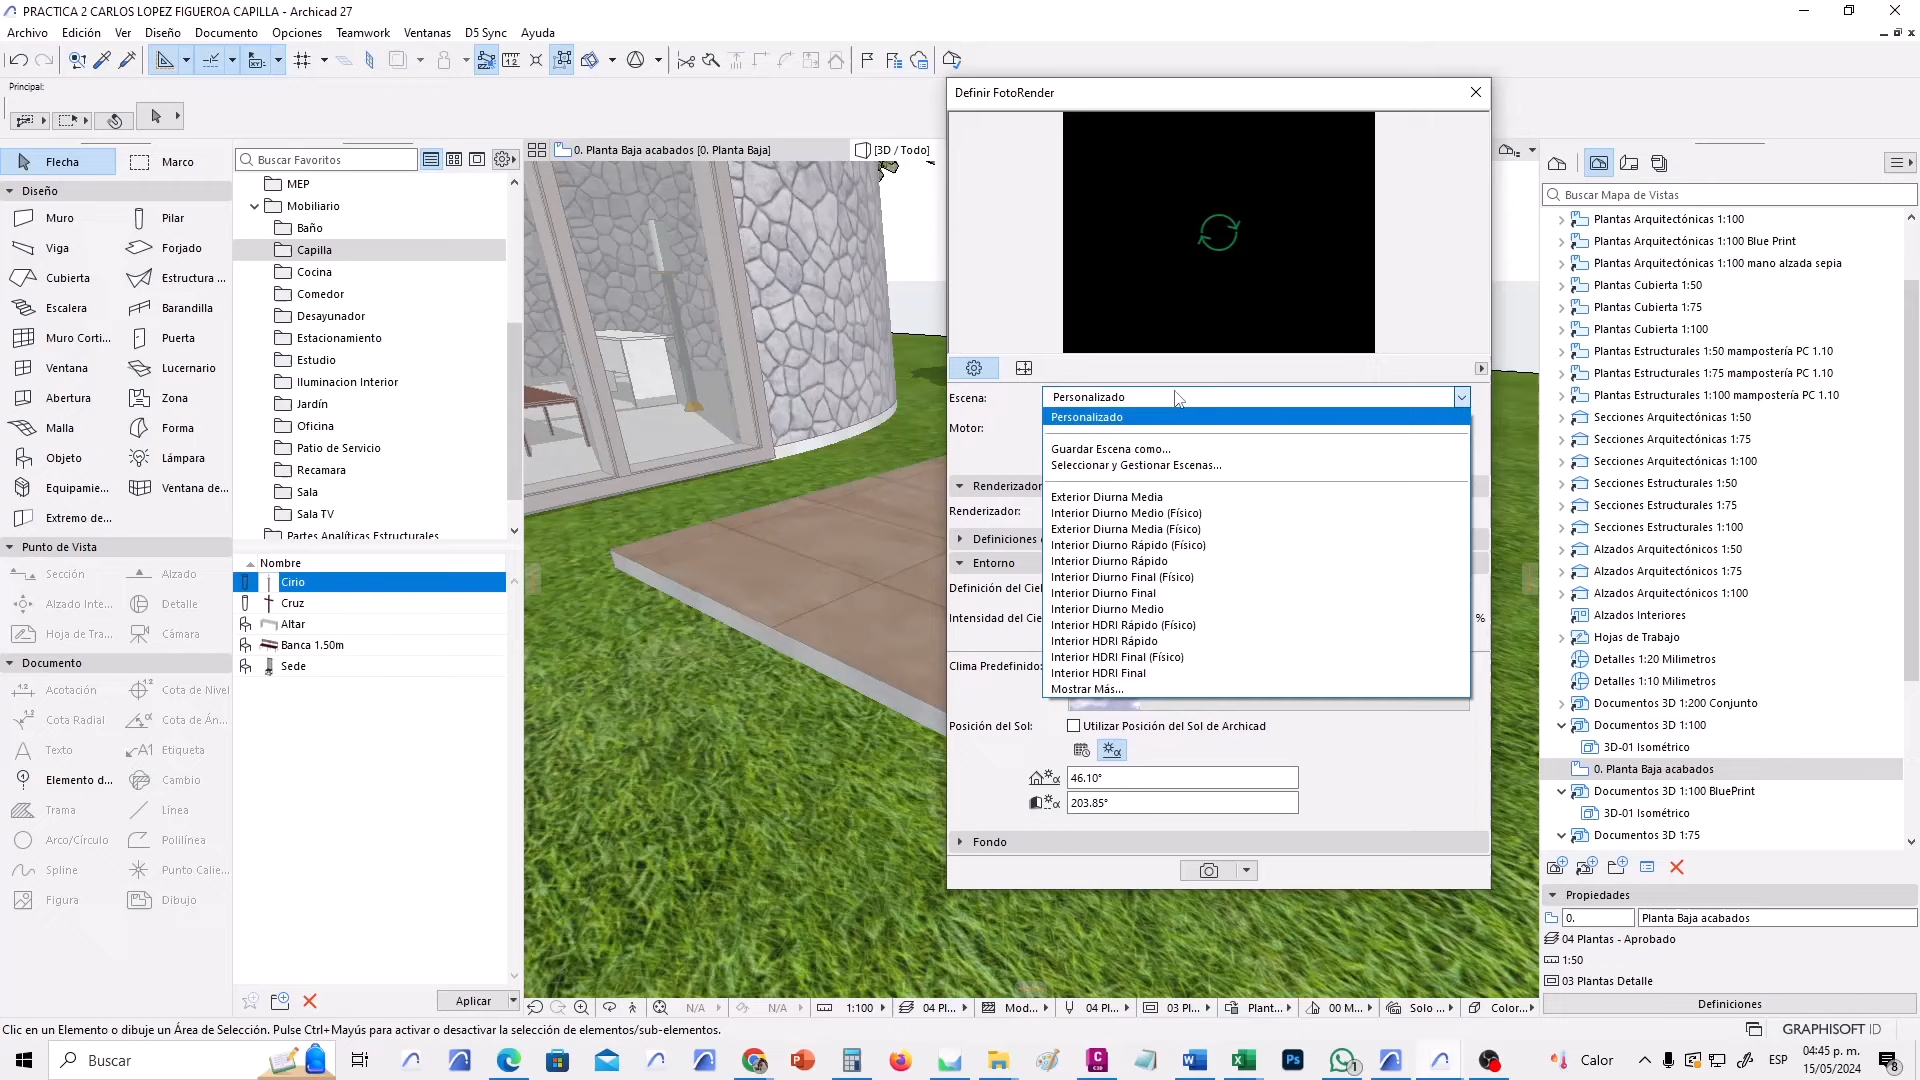 PRACTICA 2 CARLOS LOPEZ FIGUEROA CAPILLA - Archicad 27
Archivo Edición Ver Diseño Documento Opciones Teamwork Ventanas D5 Sync Ayuda
Principal:
Flecha Marco
Diseño
Muro Pilar
Viga Forjado
Cubierta Estructura ...
Escalera Barandilla
Muro Corti... Puerta
Ventana Lucernario
Abertura Zona
Malla Forma
Objeto Lámpara
Equipamie... Ventana de...
Extremo de...
Punto de Vista
Sección Alzado
Alzado Inte... Detalle
Hoja de Tra... Cámara
Documento
Acotación Cota de Nivel
Cota Radial Cota de Án...
Texto Etiqueta
Elemento d... Cambio
Trama Línea
Arco/Círculo Polilínea
Spline Punto Calie...
Figura Dibujo
Buscar Favoritos
MEP
Mobiliario
Baño
Capilla
Cocina
Comedor
Desayunador
Estacionamiento
Estudio
Iluminacion Interior
Jardín
Oficina
Patio de Servicio
Recamara
Sala
Sala TV
Partes Analíticas Estructurales
Nombre
Cirio
Cruz
Altar
Banca 1.50m
Sede
Aplicar
0. Planta Baja acabados [0. Planta Baja]
[3D / Todo]
Definir FotoRender
Escena: Personalizado
Personalizado
Motor:
Guardar Escena como...
Seleccionar y Gestionar Escenas...
Renderizador
Exterior Diurna Media
Renderizador: Interior Diurno Medio (Físico)
Exterior Diurna Media (Físico)
Definiciones
Interior Diurno Rápido (Físico)
Entorno Interior Diurno Rápido
Interior Diurno Final (Físico)
Definición del Ciel
Interior Diurno Final
Interior Diurno Medio
Intensidad del Cie %
Interior HDRI Rápido (Físico)
Interior HDRI Rápido
Interior HDRI Final (Físico)
Clima Predefinido:
Interior HDRI Final
Mostrar Más...
Posición del Sol: Utilizar Posición del Sol de Archicad
46.10°
203.85°
Fondo
Buscar Mapa de Vistas
Plantas Arquitectónicas 1:100
Plantas Arquitectónicas 1:100 Blue Print
Plantas Arquitectónicas 1:100 mano alzada sepia
Plantas Cubierta 1:50
Plantas Cubierta 1:75
Plantas Cubierta 1:100
Plantas Estructurales 1:50 mampostería PC 1.10
Plantas Estructurales 1:75 mampostería PC 1.10
Plantas Estructurales 1:100 mampostería PC 1.10
Secciones Arquitectónicas 1:50
Secciones Arquitectónicas 1:75
Secciones Arquitectónicas 1:100
Secciones Estructurales 1:50
Secciones Estructurales 1:75
Secciones Estructurales 1:100
Alzados Arquitectónicos 1:50
Alzados Arquitectónicos 1:75
Alzados Arquitectónicos 1:100
Alzados Interiores
Hojas de Trabajo
Detalles 1:20 Milimetros
Detalles 1:10 Milimetros
Documentos 3D 1:200 Conjunto
Documentos 3D 1:100
3D-01 Isométrico
0. Planta Baja acabados
Documentos 3D 1:100 BluePrint
3D-01 Isométrico
Documentos 3D 1:75
Propiedades
0. Planta Baja acabados
04 Plantas - Aprobado
1:50
03 Plantas Detalle
Definiciones
N/A N/A 1:100 04 Pl... Mod... 04 Pl... 03 Pl... Plant... 00 M... Solo ... Color...
Clic en un Elemento o dibuje un Área de Selección. Pulse Ctrl+Mayús para activar o desactivar la selección de elementos/sub-elementos.
GRAPHISOFT ID
Buscar
Calor
ESP
04:45 p. m.
15/05/2024
8